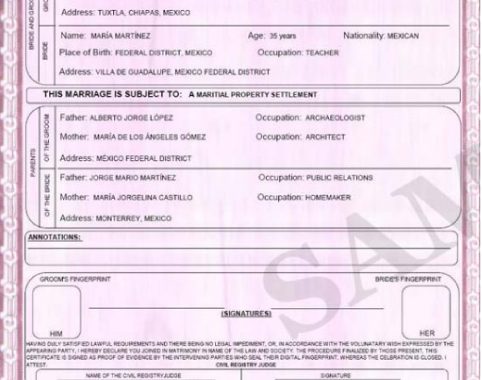 BRIDE AND GROOM
Address: TUXTLA, CHIAPAS, MEXICO
BRIDE
Name: MARÍA MARTÍNEZ Age: 35 years Nationality: MEXICAN
Place of Birth: FEDERAL DISTRICT, MEXICO Occupation: TEACHER
Address: VILLA DE GUADALUPE, MEXICO FEDERAL DISTRICT
THIS MARRIAGE IS SUBJECT TO: A MARITIAL PROPERTY SETTLEMENT
PARENTS
OF THE GROOM
Father: ALBERTO JORGE LÓPEZ Occupation: ARCHAEOLOGIST
Mother: MARÍA DE LOS ÁNGELES GÓMEZ Occupation: ARCHITECT
Address: MÉXICO FEDERAL DISTRICT
OF THE BRIDE
Father: JORGE MARIO MARTÍNEZ Occupation: PUBLIC RELATIONS
Mother: MARÍA JORGELINA CASTILLO Occupation: HOMEMAKER
Address: MONTERREY, MEXICO
ANNOTATIONS:
SAM
GROOM'S FINGERPRINT BRIDE'S FINGERPRINT
(SIGNATURES)
HIM HER
HAVING DULY SATISFIED LAWFUL REQUIREMENTS AND THERE BEING NO LEGAL IMPEDIMENT, OR, IN ACCORDANCE WITH THE VOLUNTARY WISH EXPRESSED BY THE
APPEARING PARTY, I HEREBY DECLARE YOU JOINED IN MATRIMONY IN NAME OF THE LAW AND SOCIETY. THE PROCEDURE FINALIZED BY THOSE PRESENT, THIS
CERTIFICATE IS SIGNED AS PROOF OF EVIDENCE BY THE INTERVENING PARTIES WHO SEAL THEIR DIGITAL FINGERPRINT, WHEREAS THE CELEBRATION IS CLOSED. I
ATTEST. CIVIL REGISTRY JUDGE
NAME OF THE CIVIL REGISTRY JUDGE SIGNATURE